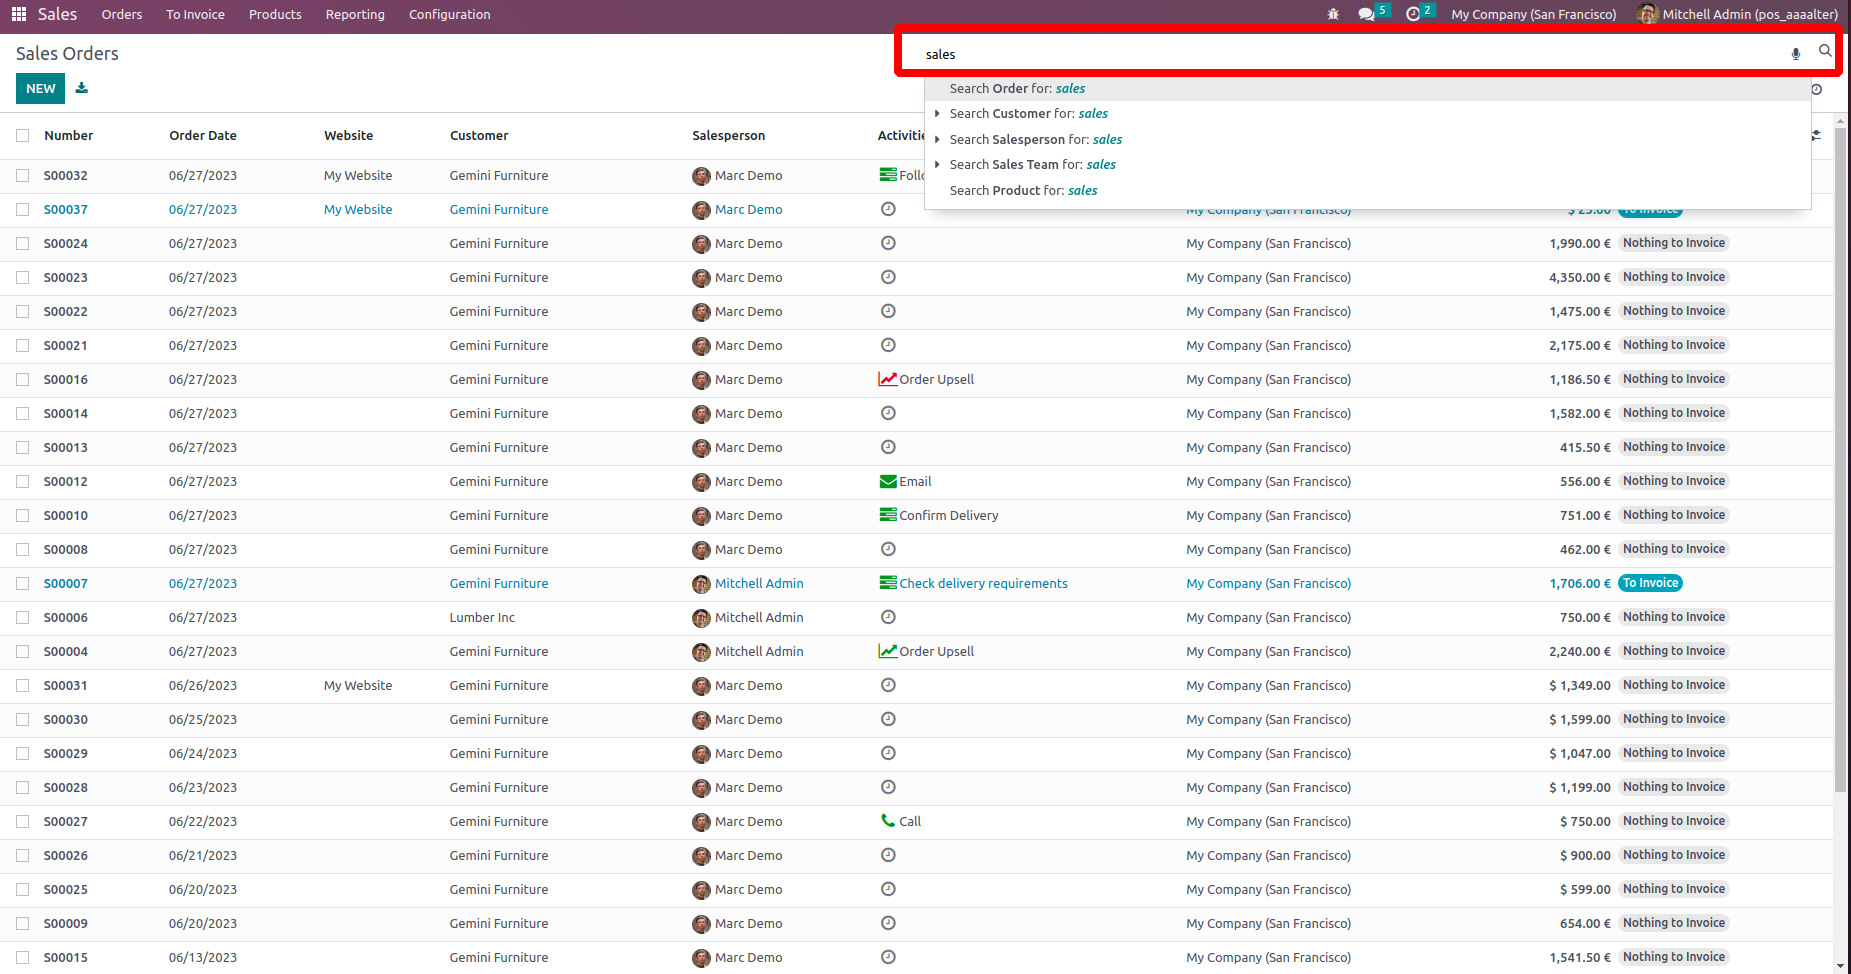 Sales Orders To Invoice Products Reporting Configuration 5 2 My Company (San Francisco) Mitchell Admin (pos_aaaalter)
Sales Orders
sales
NEW
Search Order for: sales
Search Customer for: sales
Search Salesperson for: sales
Search Sales Team for: sales
Search Product for: sales
Number Order Date Website Customer Salesperson Activitie
S00032 06/27/2023 My Website Gemini Furniture Marc Demo Follo
S00037 06/27/2023 My Website Gemini Furniture Marc Demo My Company (San Francisco) $ 25.00 To Invoice
S00024 06/27/2023 Gemini Furniture Marc Demo My Company (San Francisco) 1,990.00 € Nothing to Invoice
S00023 06/27/2023 Gemini Furniture Marc Demo My Company (San Francisco) 4,350.00 € Nothing to Invoice
S00022 06/27/2023 Gemini Furniture Marc Demo My Company (San Francisco) 1,475.00 € Nothing to Invoice
S00021 06/27/2023 Gemini Furniture Marc Demo My Company (San Francisco) 2,175.00 € Nothing to Invoice
S00016 06/27/2023 Gemini Furniture Marc Demo Order Upsell My Company (San Francisco) 1,186.50 € Nothing to Invoice
S00014 06/27/2023 Gemini Furniture Marc Demo My Company (San Francisco) 1,582.00 € Nothing to Invoice
S00013 06/27/2023 Gemini Furniture Marc Demo My Company (San Francisco) 415.50 € Nothing to Invoice
S00012 06/27/2023 Gemini Furniture Marc Demo Email My Company (San Francisco) 556.00 € Nothing to Invoice
S00010 06/27/2023 Gemini Furniture Marc Demo Confirm Delivery My Company (San Francisco) 751.00 € Nothing to Invoice
S00008 06/27/2023 Gemini Furniture Marc Demo My Company (San Francisco) 462.00 € Nothing to Invoice
S00007 06/27/2023 Gemini Furniture Mitchell Admin Check delivery requirements My Company (San Francisco) 1,706.00 € To Invoice
S00006 06/27/2023 Lumber Inc Mitchell Admin My Company (San Francisco) 750.00 € Nothing to Invoice
S00004 06/27/2023 Gemini Furniture Mitchell Admin Order Upsell My Company (San Francisco) 2,240.00 € Nothing to Invoice
S00031 06/26/2023 My Website Gemini Furniture Marc Demo My Company (San Francisco) $ 1,349.00 Nothing to Invoice
S00030 06/25/2023 Gemini Furniture Marc Demo My Company (San Francisco) $ 1,599.00 Nothing to Invoice
S00029 06/24/2023 Gemini Furniture Marc Demo My Company (San Francisco) $ 1,047.00 Nothing to Invoice
S00028 06/23/2023 Gemini Furniture Marc Demo My Company (San Francisco) $ 1,199.00 Nothing to Invoice
S00027 06/22/2023 Gemini Furniture Marc Demo Call My Company (San Francisco) $ 750.00 Nothing to Invoice
S00026 06/21/2023 Gemini Furniture Marc Demo My Company (San Francisco) $ 900.00 Nothing to Invoice
S00025 06/20/2023 Gemini Furniture Marc Demo My Company (San Francisco) $ 599.00 Nothing to Invoice
S00009 06/20/2023 Gemini Furniture Marc Demo My Company (San Francisco) 654.00 € Nothing to Invoice
S00015 06/13/2023 Gemini Furniture Marc Demo My Company (San Francisco) 1,541.50 € Nothing to Invoice